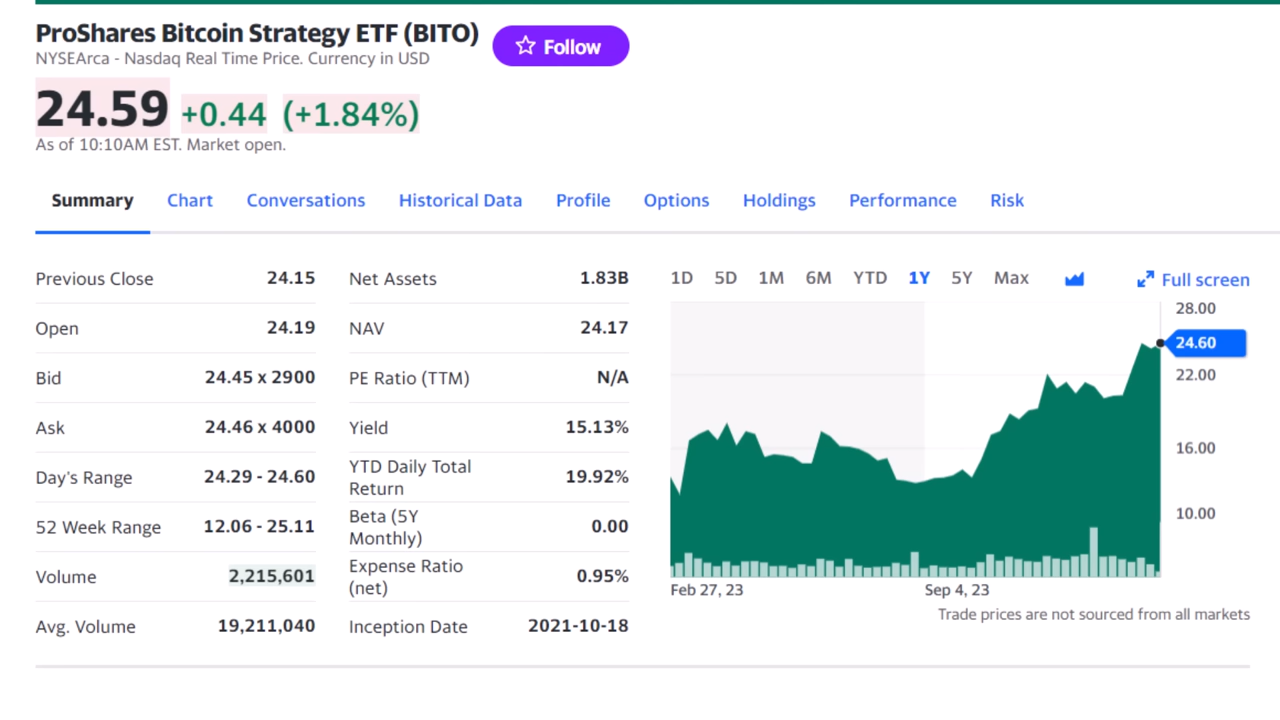 ProShares Bitcoin Strategy ETF (BITO)
Follow
NYSEArca - Nasdaq Real Time Price. Currency in USD
24.59 +0.44 (+1.84%)
As of 10:10AM EST. Market open.
Summary Chart Conversations Historical Data Profile Options Holdings Performance Risk
Previous Close 24.15
Open 24.19
Bid 24.45 x 2900
Ask 24.46 x 4000
Day's Range 24.29 - 24.60
52 Week Range 12.06 - 25.11
Volume 2,215,601
Avg. Volume 19,211,040
Net Assets 1.83B
NAV 24.17
PE Ratio (TTM) N/A
Yield 15.13%
YTD Daily Total
Return 19.92%
Beta (5Y
Monthly) 0.00
Expense Ratio
(net) 0.95%
Inception Date 2021-10-18
1D 5D 1M 6M YTD 1Y 5Y Max Full screen
28.00
24.60
22.00
16.00
10.00
Feb 27, 23 Sep 4, 23
Trade prices are not sourced from all markets